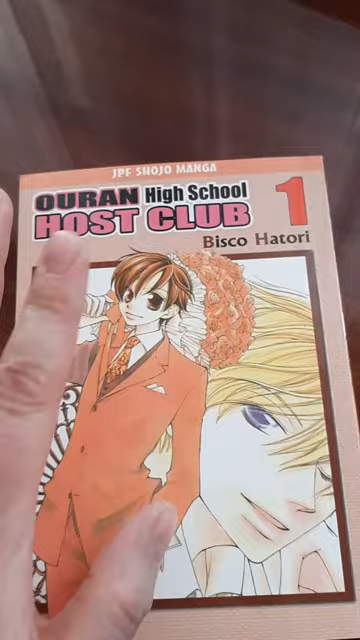 JPF SHOJO MANGA
OURAN High School
HOST CLUB
1
Bisco Hatori